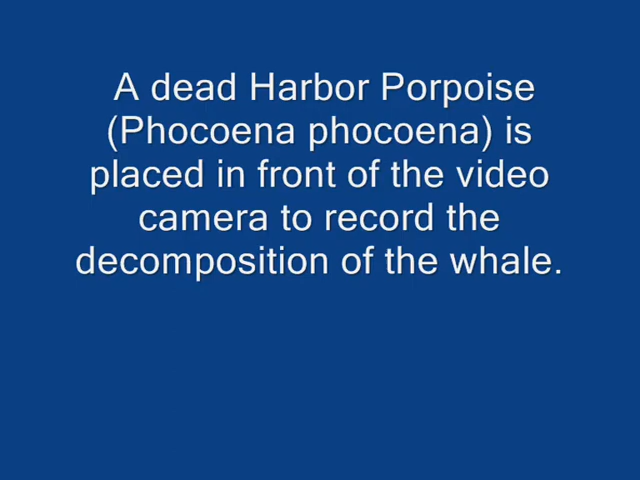 A dead Harbor Porpoise
(Phocoena phocoena) is
placed in front of the video
camera to record the
decomposition of the whale.